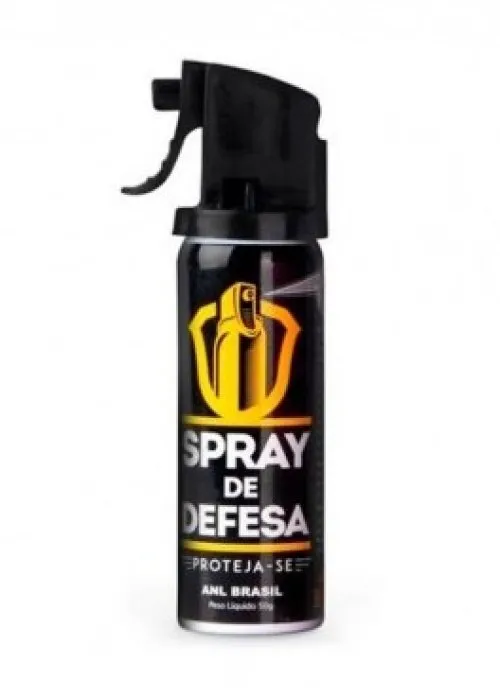 SPRAY
DE
DEFESA
PROTEJA-SE
ANL BRASIL
Peso Líquido 50g